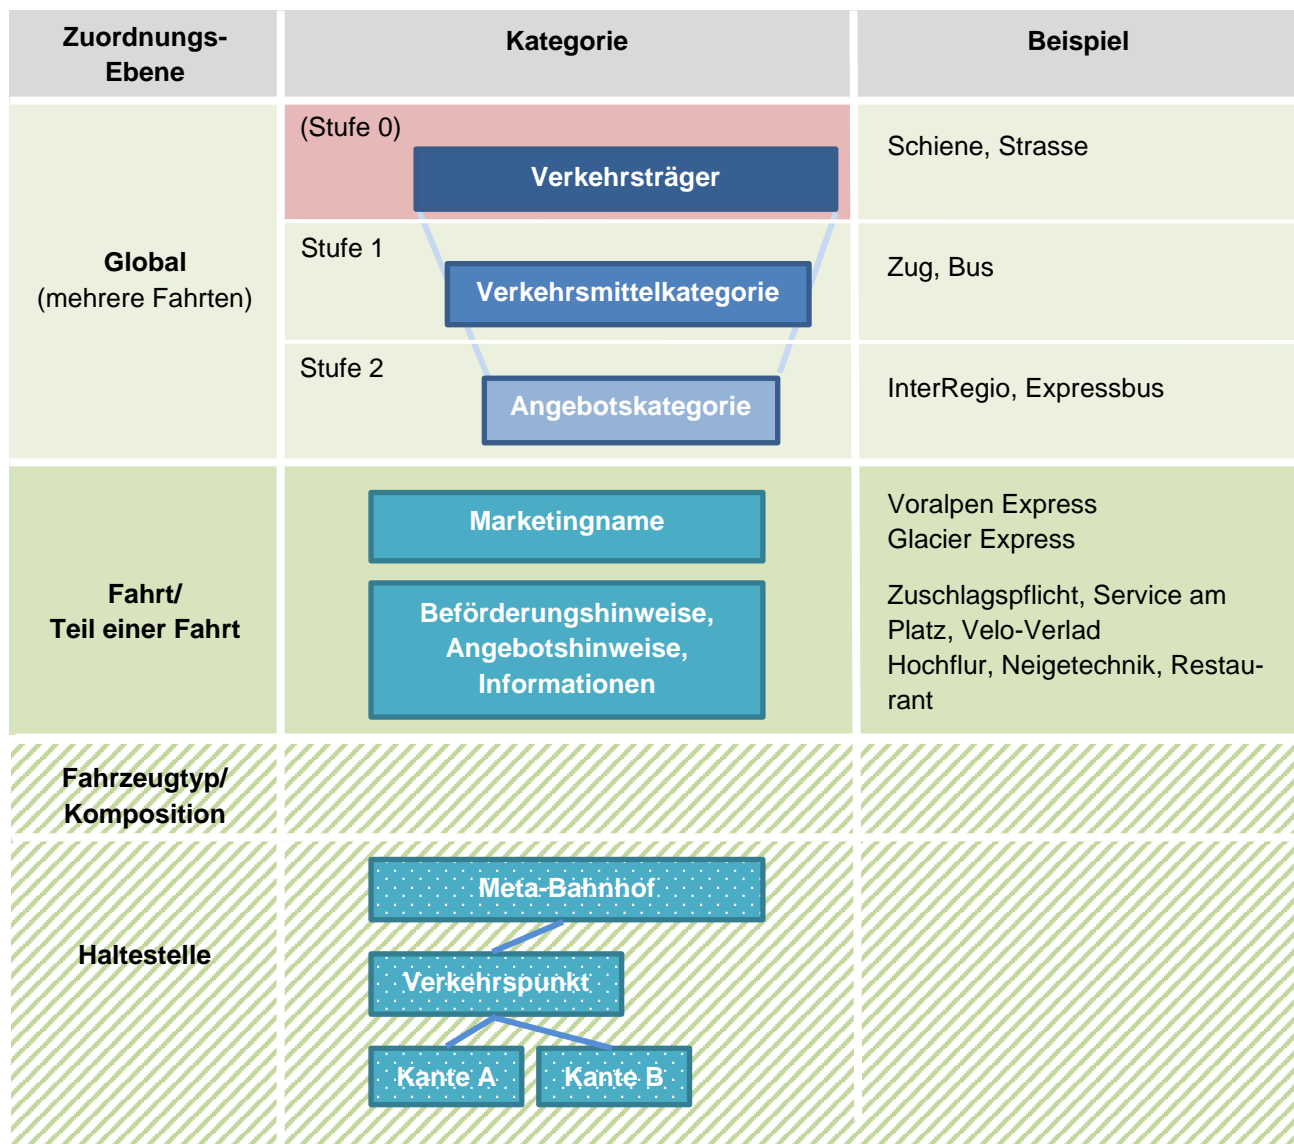 Zuordnungs-
Ebene
Kategorie
Beispiel
Global
(mehrere Fahrten)
(Stufe 0)
Verkehrsträger
Schiene, Strasse
Stufe 1
Verkehrsmittelkategorie
Zug, Bus
Stufe 2
Angebotskategorie
InterRegio, Expressbus
Fahrt/
Teil einer Fahrt
Marketingname
Voralpen Express
Glacier Express
Beförderungshinweise,
Angebotshinweise,
Informationen
Zuschlagspflicht, Service am
Platz, Velo-Verlad
Hochflur, Neigetechnik, Restau-
rant
Fahrzeugtyp/
Komposition
Haltestelle
Meta-Bahnhof
Verkehrspunkt
Kante A
Kante B